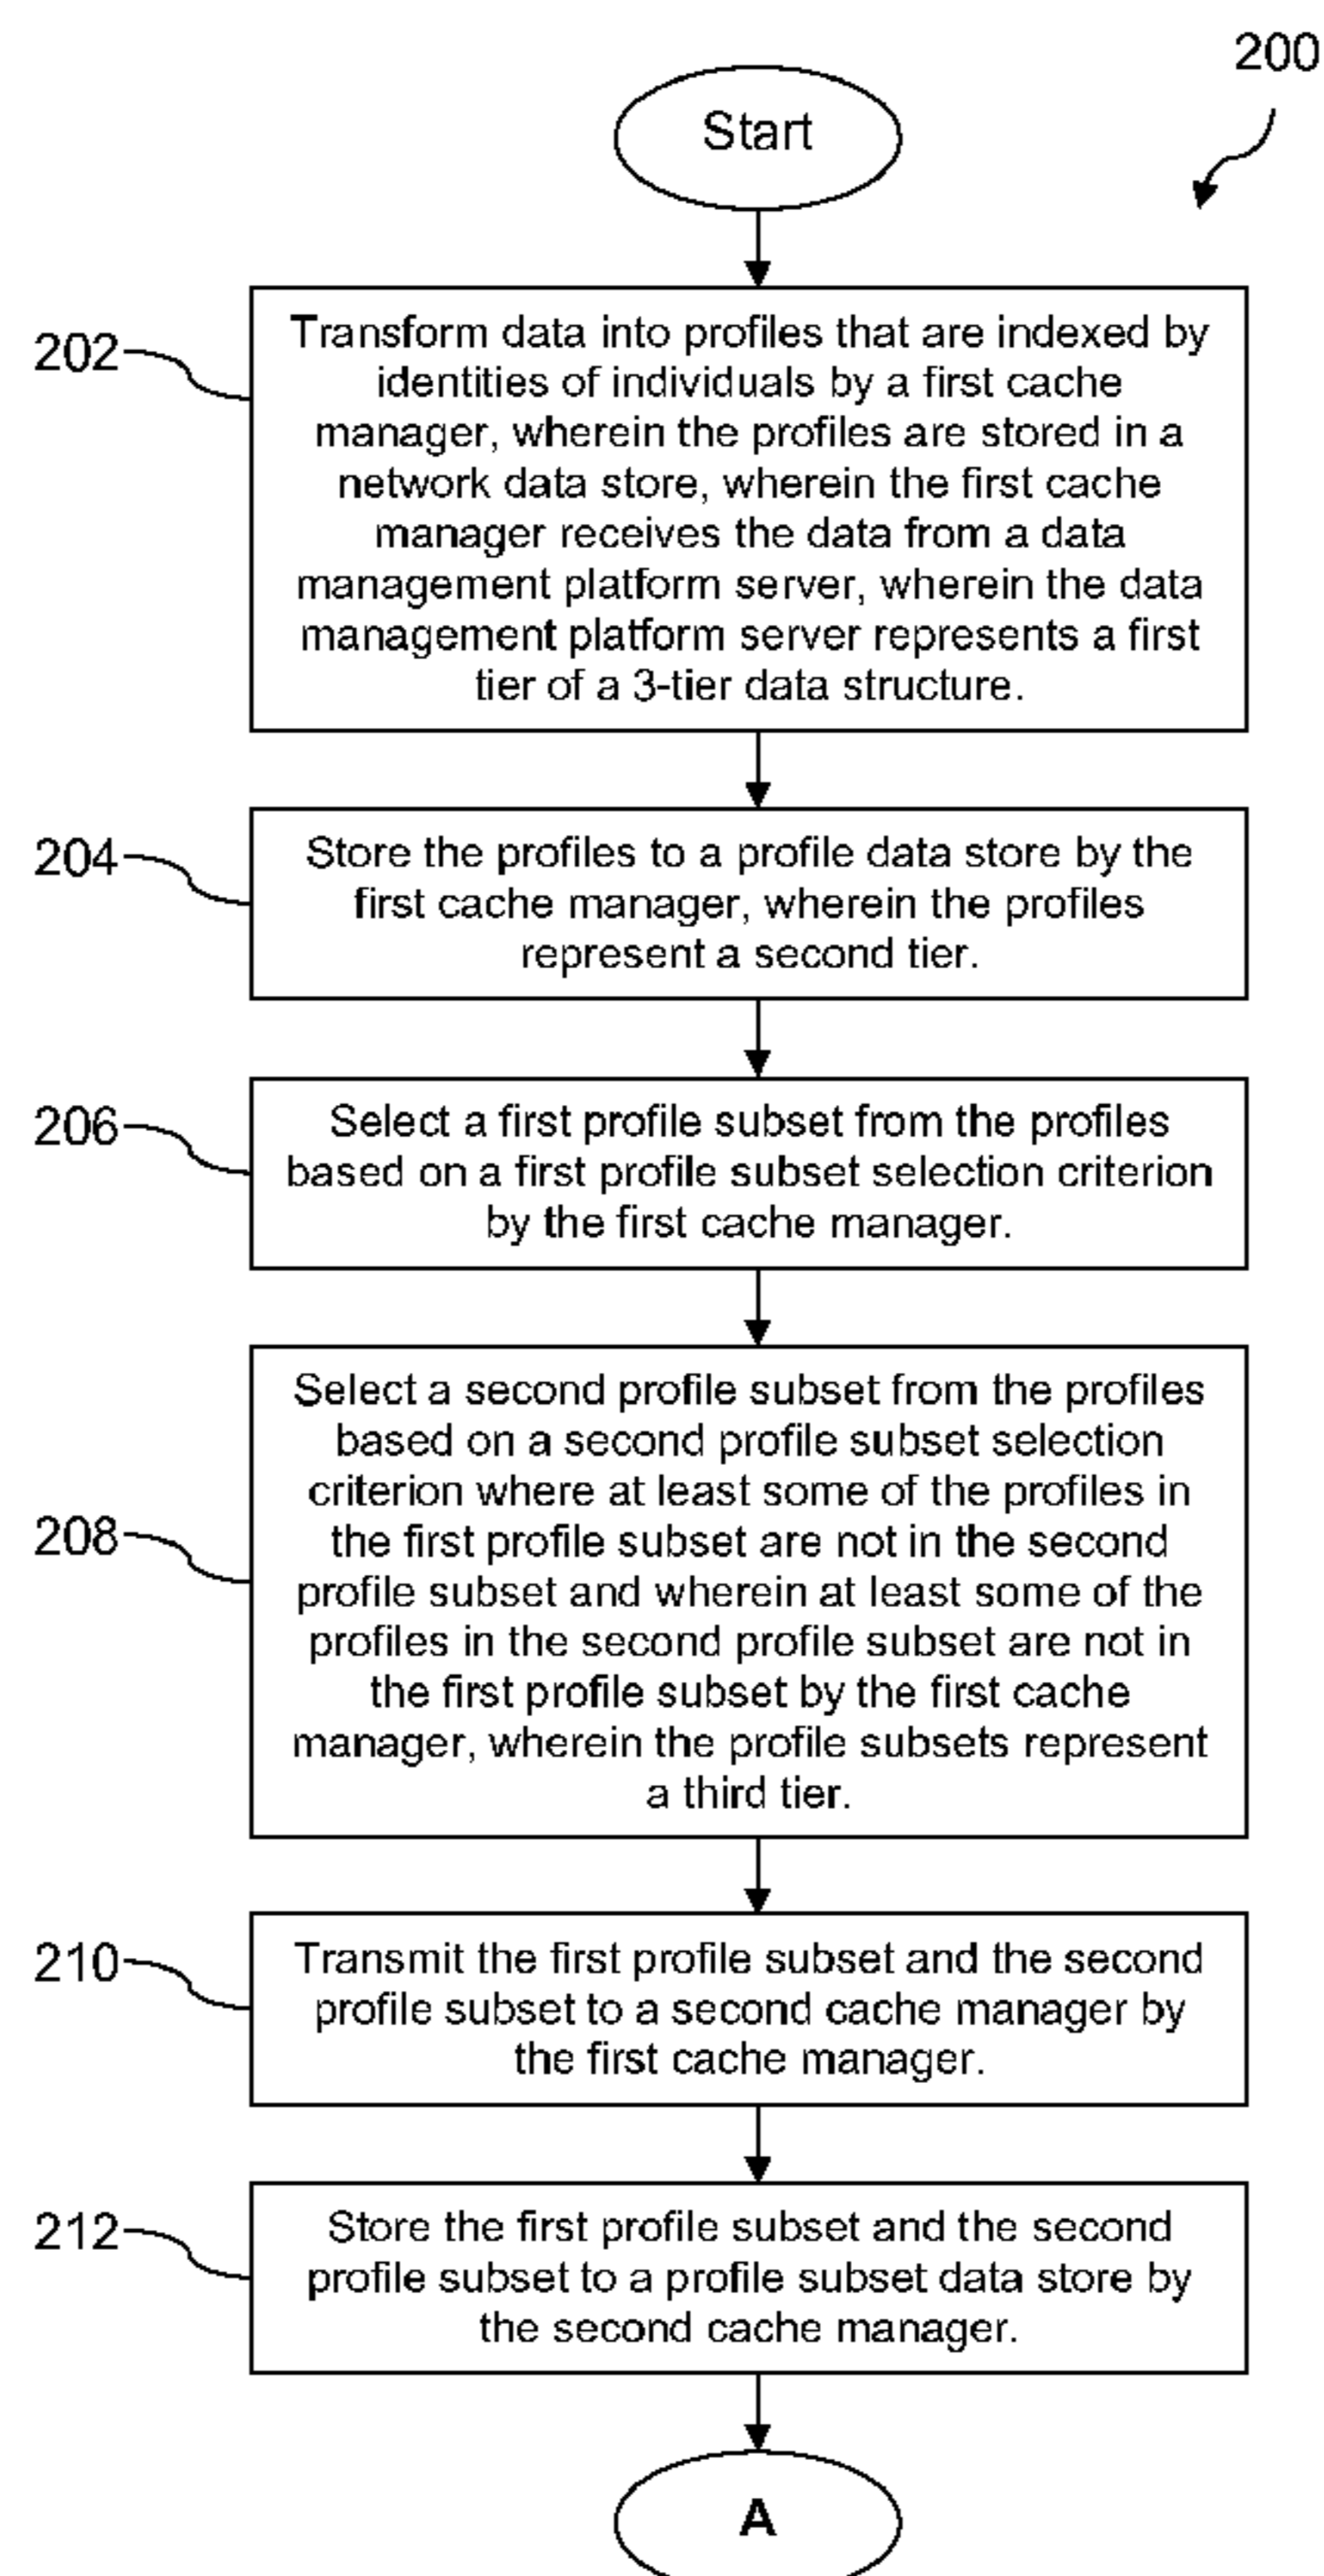 200
Start
202
Transform data into profiles that are indexed by
identities of individuals by a first cache
manager, wherein the profiles are stored in a
network data store, wherein the first cache
manager receives the data from a data
management platform server, wherein the data
management platform server represents a first
tier of a 3-tier data structure.
204
Store the profiles to a profile data store by the
first cache manager, wherein the profiles
represent a second tier.
206
Select a first profile subset from the profiles
based on a first profile subset selection criterion
by the first cache manager.
208
Select a second profile subset from the profiles
based on a second profile subset selection
criterion where at least some of the profiles in
the first profile subset are not in the second
profile subset and wherein at least some of the
profiles in the second profile subset are not in
the first profile subset by the first cache
manager, wherein the profile subsets represent
a third tier.
210
Transmit the first profile subset and the second
profile subset to a second cache manager by
the first cache manager.
212
Store the first profile subset and the second
profile subset to a profile subset data store by
the second cache manager.
A